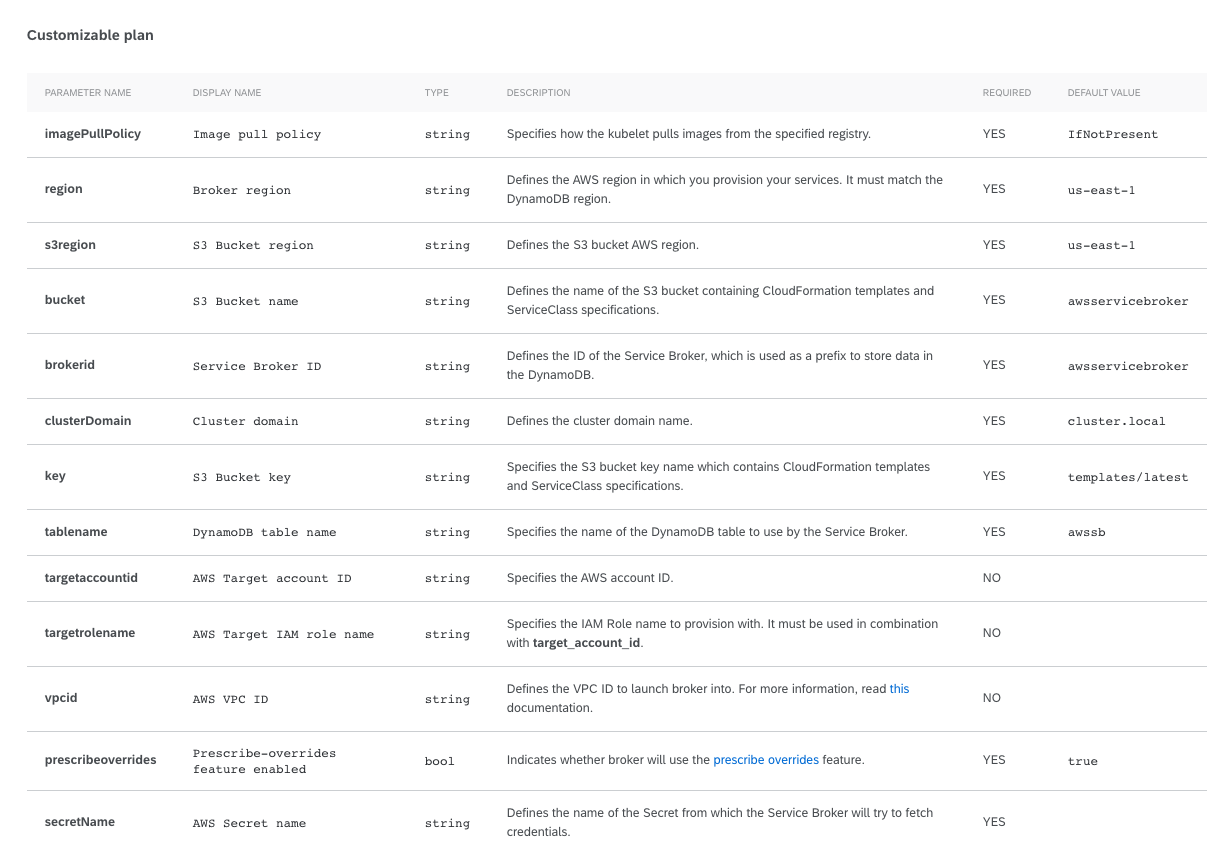 Customizable plan
PARAMETER NAME DISPLAY NAME TYPE DESCRIPTION REQUIRED DEFAULT VALUE
imagePullPolicy Image pull policy string Specifies how the kubelet pulls images from the specified registry. YES IfNotPresent
region Broker region string Defines the AWS region in which you provision your services. It must match the
DynamoDB region. YES us-east-1
s3region S3 Bucket region string Defines the S3 bucket AWS region. YES us-east-1
bucket S3 Bucket name string Defines the name of the S3 bucket containing CloudFormation templates and
ServiceClass specifications. YES awsservicebroker
brokerid Service Broker ID string Defines the ID of the Service Broker, which is used as a prefix to store data in
the DynamoDB. YES awsservicebroker
clusterDomain Cluster domain string Defines the cluster domain name. YES cluster.local
key S3 Bucket key string Specifies the S3 bucket key name which contains CloudFormation templates
and ServiceClass specifications. YES templates/latest
tablename DynamoDB table name string Specifies the name of the DynamoDB table to use by the Service Broker. YES awssb
targetaccountid AWS Target account ID string Specifies the AWS account ID. NO
targetrolename AWS Target IAM role name string Specifies the IAM Role name to provision with. It must be used in combination
with target_account_id. NO
vpcid AWS VPC ID string Defines the VPC ID to launch broker into. For more information, read this
documentation. NO
prescribeoverrides Prescribe-overrides
feature enabled bool Indicates whether broker will use the prescribe overrides feature. YES true
secretName AWS Secret name string Defines the name of the Secret from which the Service Broker will try to fetch
credentials. YES